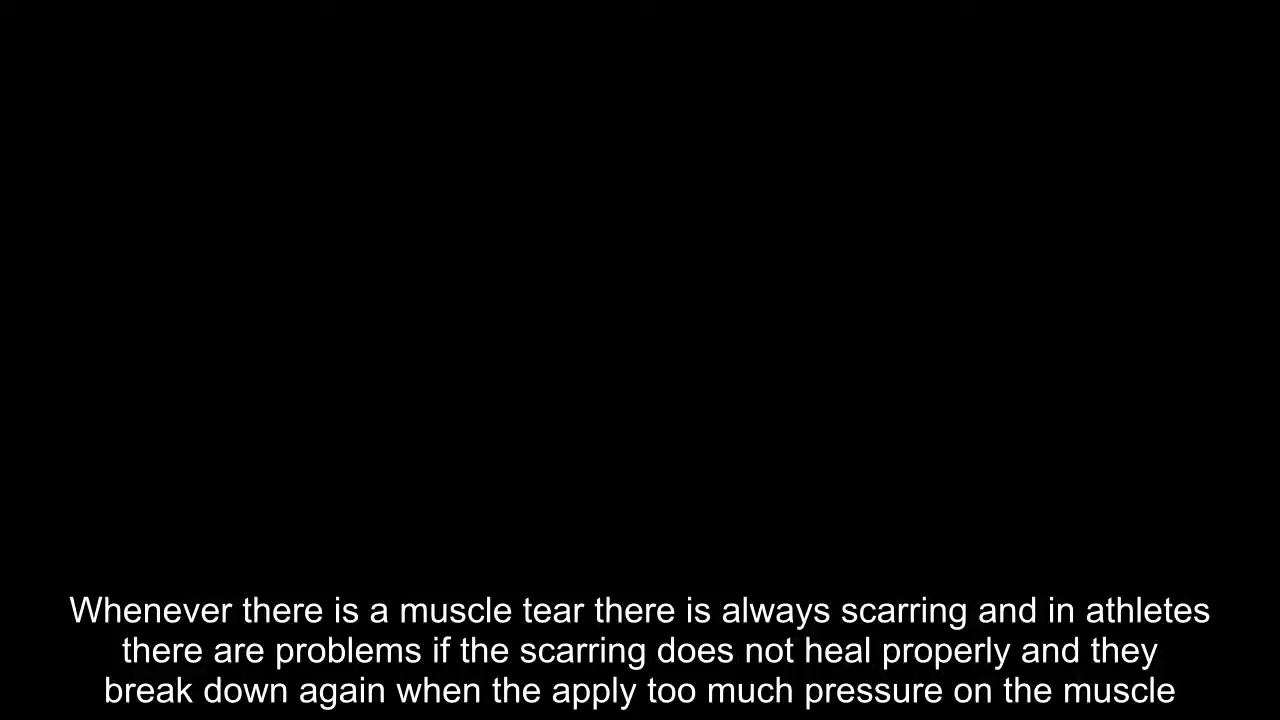 Whenever there is a muscle tear there is always scarring and in athletes
there are problems if the scarring does not heal properly and they
break down again when the apply too much pressure on the muscle